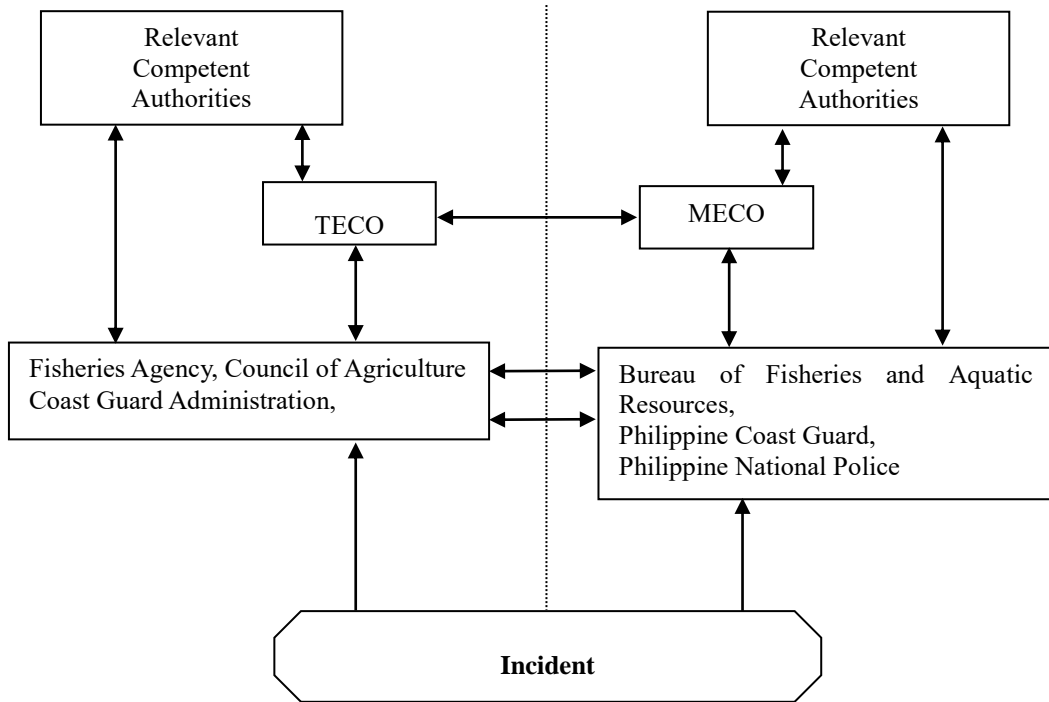 Relevant
Competent
Authorities
Relevant
Competent
Authorities
TECO
MECO
Fisheries Agency, Council of Agriculture
Coast Guard Administration,
Bureau of Fisheries and Aquatic
Resources,
Philippine Coast Guard,
Philippine National Police
Incident